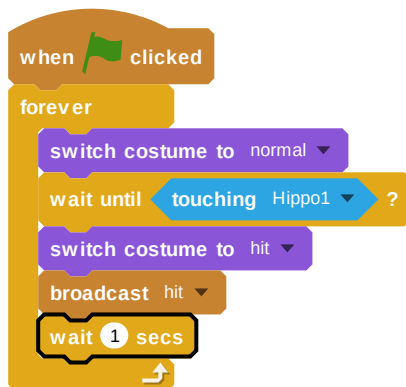 when clicked
forever
switch costume to normal
wait until touching Hippo1 ?
switch costume to hit
broadcast hit
wait 1 secs